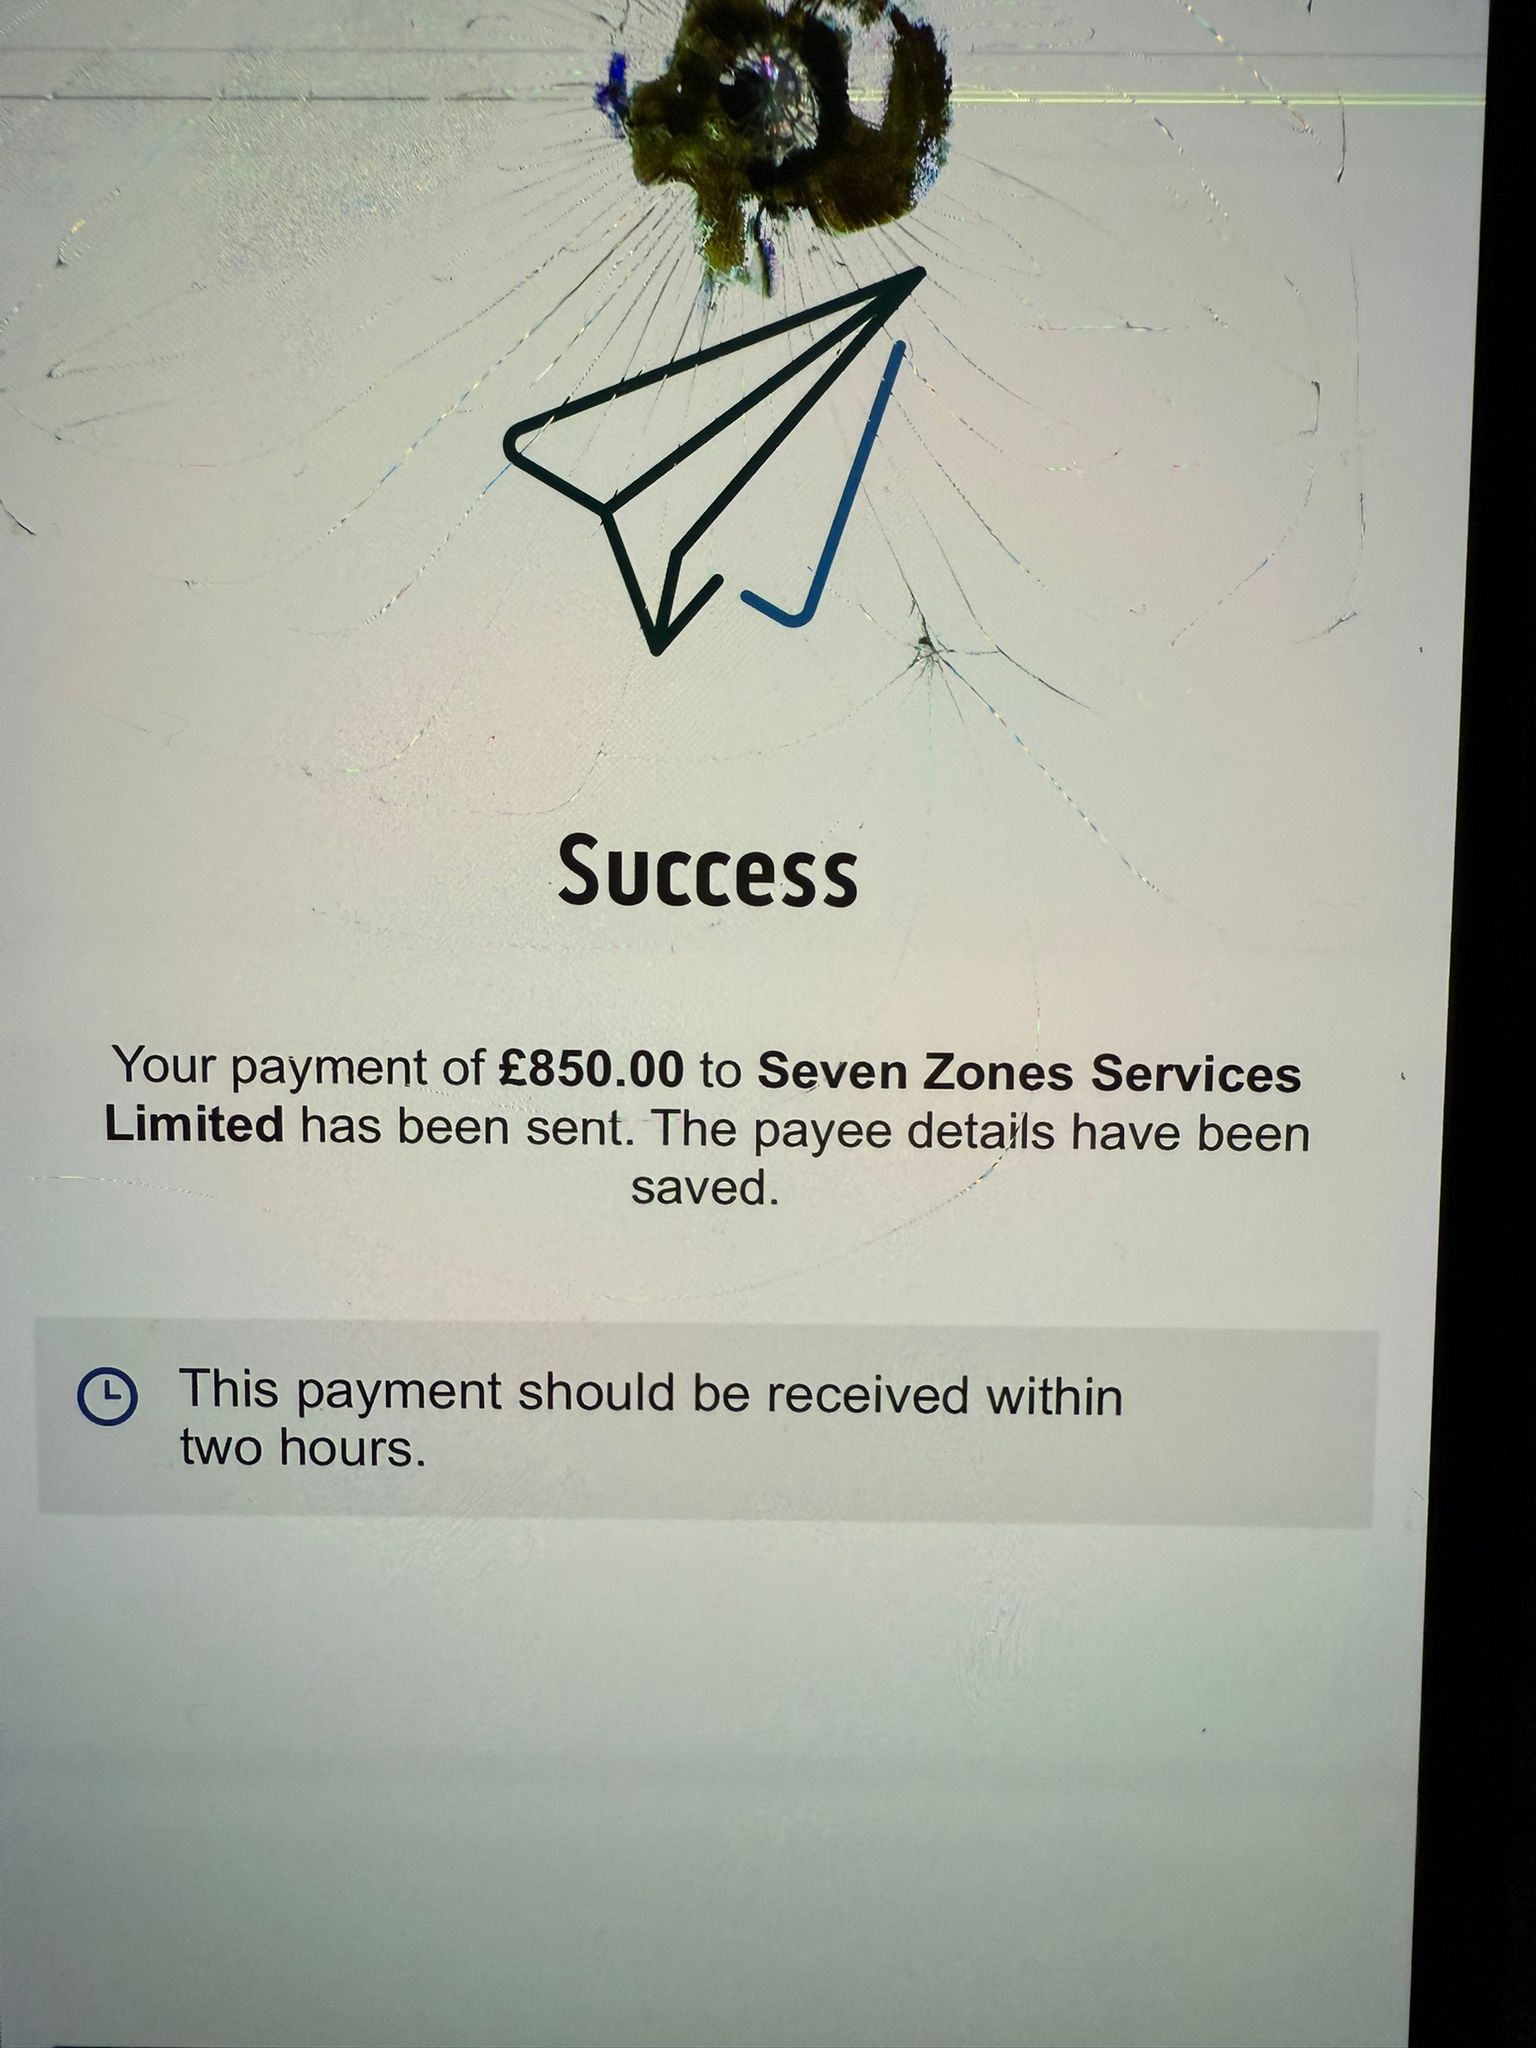 Success
Your payment of £850.00 to Seven Zones Services
Limited has been sent. The payee details have been
saved.
This payment should be received within
two hours.